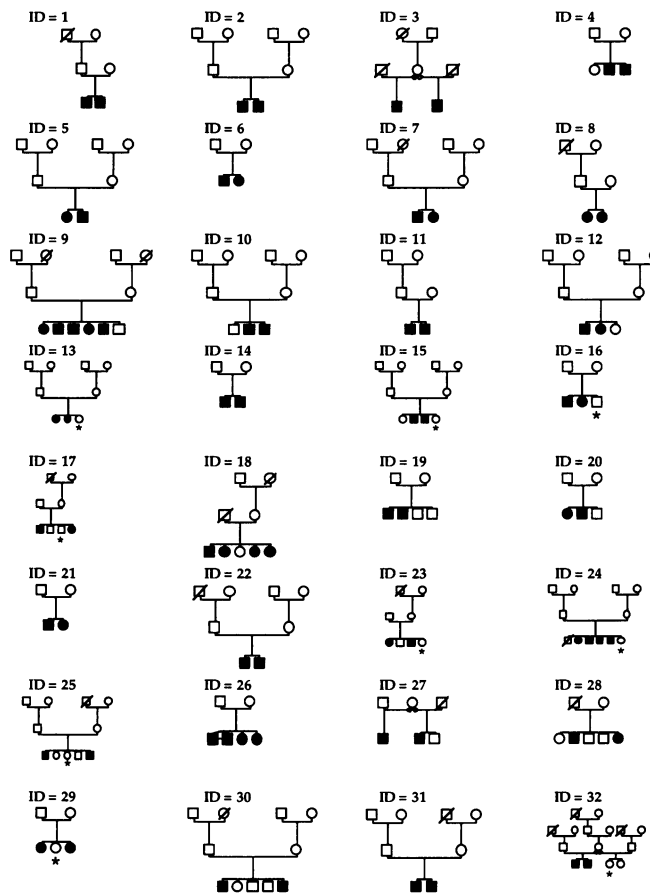 ID = 1 ID = 2 ID = 3 ID = 4
ID = 5 ID = 6 ID = 7 ID = 8
ID = 9 ID = 10 ID = 11 ID = 12
ID = 13 ID = 14 ID = 15 ID = 16
* * *
ID = 17 ID = 18 ID = 19 ID = 20
*
ID = 21 ID = 22 ID = 23 ID = 24
* *
ID = 25 ID = 26 ID = 27 ID = 28
*
ID = 29 ID = 30 ID = 31 ID = 32
* *